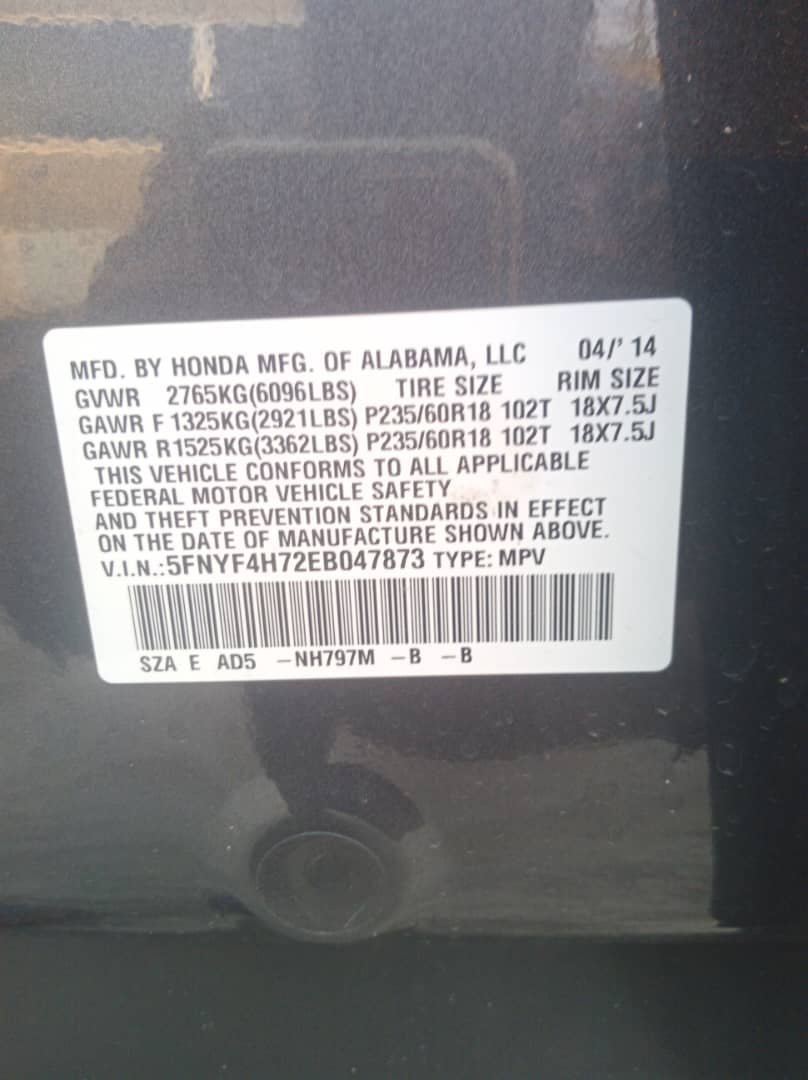 MFD. BY HONDA MFG. OF ALABAMA, LLC 04/' 14
GVWR 2765KG(6096LBS) TIRE SIZE RIM SIZE
GAWR F 1325KG(2921LBS) P235/60R18 102T 18X7.5J
GAWR R1525KG(3362LBS) P235/60R18 102T 18X7.5J
THIS VEHICLE CONFORMS TO ALL APPLICABLE
FEDERAL MOTOR VEHICLE SAFETY
AND THEFT PREVENTION STANDARDS IN EFFECT
ON THE DATE OF MANUFACTURE SHOWN ABOVE.
V.I.N.:5FNYF4H72EB047873 TYPE: MPV
SZA E AD5 -NH797M -B -B